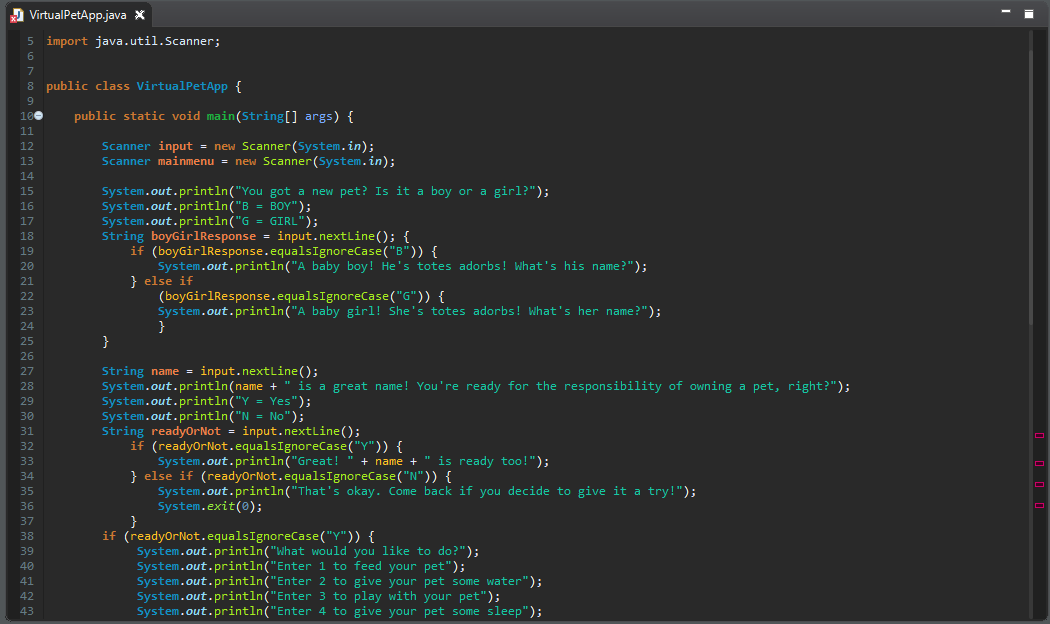 VirtualPetApp.java
5 import java.util.Scanner;
6
7
8 public class VirtualPetApp {
9
10 public static void main(String[] args) {
11
12 Scanner input = new Scanner(System.in);
13 Scanner mainmenu = new Scanner(System.in);
14
15 System.out.println("You got a new pet? Is it a boy or a girl?");
16 System.out.println("B = BOY");
17 System.out.println("G = GIRL");
18 String boyGirlResponse = input.nextLine(); {
19 if (boyGirlResponse.equalsIgnoreCase("B")) {
20 System.out.println("A baby boy! He's totes adorbs! What's his name?");
21 } else if
22 (boyGirlResponse.equalsIgnoreCase("G")) {
23 System.out.println("A baby girl! She's totes adorbs! What's her name?");
24 }
25 }
26
27 String name = input.nextLine();
28 System.out.println(name + " is a great name! You're ready for the responsibility of owning a pet, right?");
29 System.out.println("Y = Yes");
30 System.out.println("N = No");
31 String readyOrNot = input.nextLine();
32 if (readyOrNot.equalsIgnoreCase("Y")) {
33 System.out.println("Great! " + name + " is ready too!");
34 } else if (readyOrNot.equalsIgnoreCase("N")) {
35 System.out.println("That's okay. Come back if you decide to give it a try!");
36 System.exit(0);
37 }
38 if (readyOrNot.equalsIgnoreCase("Y")) {
39 System.out.println("What would you like to do?");
40 System.out.println("Enter 1 to feed your pet");
41 System.out.println("Enter 2 to give your pet some water");
42 System.out.println("Enter 3 to play with your pet");
43 System.out.println("Enter 4 to give your pet some sleep");